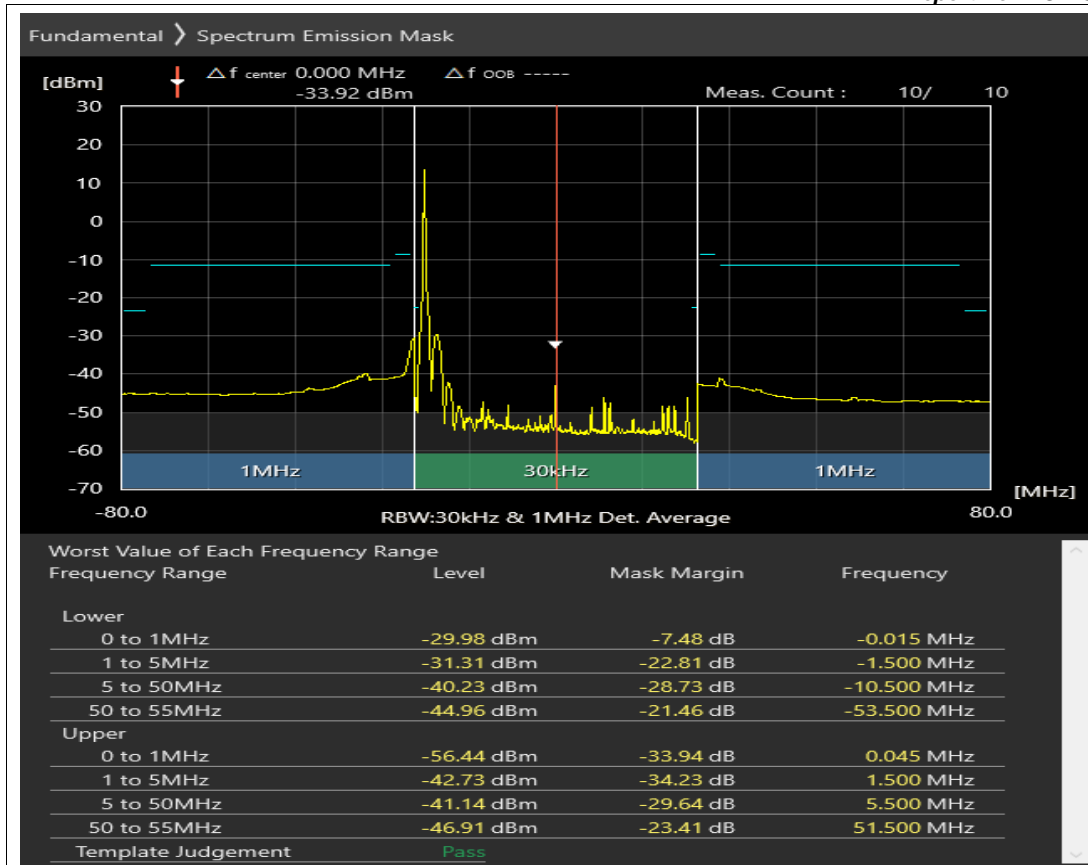 Fundamental 〉 Spectrum Emission Mask
[dBm] △ f center 0.000 MHz △ f OOB -----
-33.92 dBm Meas. Count : 10/ 10
30
20
10
0
-10
-20
-30
-40
-50
-60
-70
1MHz 30kHz 1MHz
[MHz]
-80.0 RBW:30kHz & 1MHz Det. Average 80.0
Worst Value of Each Frequency Range
Frequency Range Level Mask Margin Frequency
Lower
0 to 1MHz -29.98 dBm -7.48 dB -0.015 MHz
1 to 5MHz -31.31 dBm -22.81 dB -1.500 MHz
5 to 50MHz -40.23 dBm -28.73 dB -10.500 MHz
50 to 55MHz -44.96 dBm -21.46 dB -53.500 MHz
Upper
0 to 1MHz -56.44 dBm -33.94 dB 0.045 MHz
1 to 5MHz -42.73 dBm -34.23 dB 1.500 MHz
5 to 50MHz -41.14 dBm -29.64 dB 5.500 MHz
50 to 55MHz -46.91 dBm -23.41 dB 51.500 MHz
Template Judgement Pass